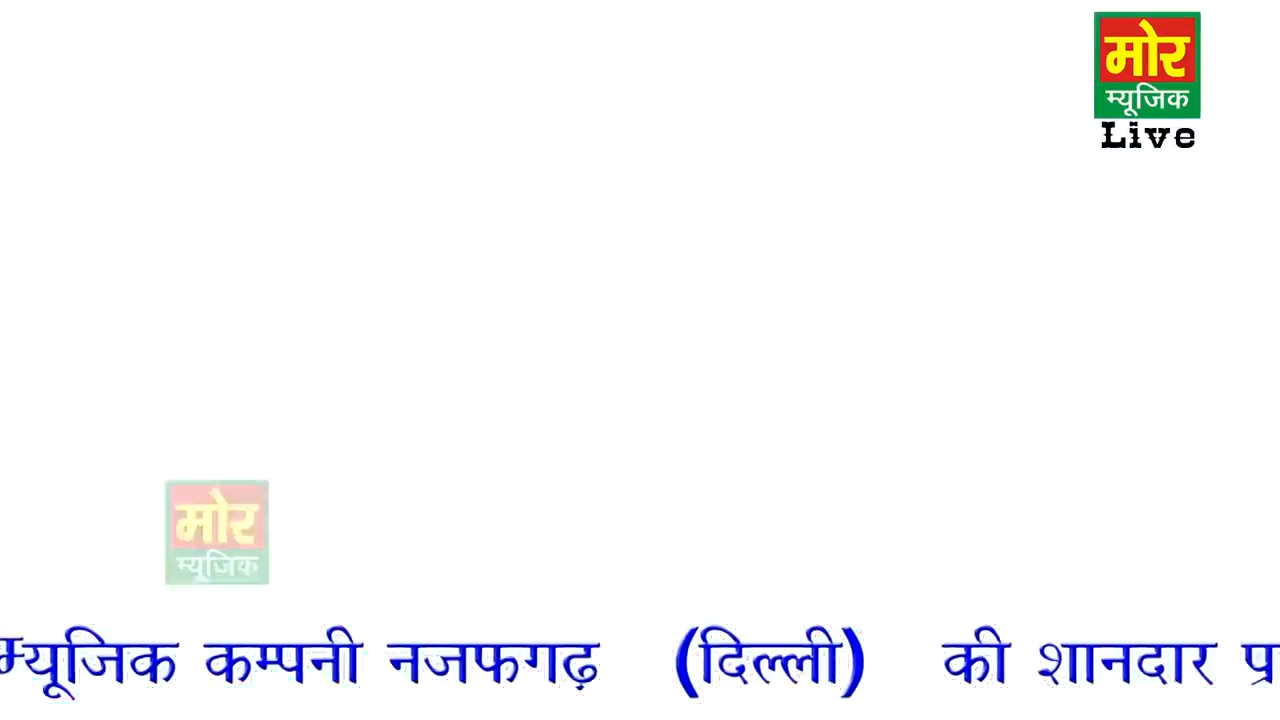 मोर
म्यूजिक
Live
मोर
म्यूजिक
म्यूजिक कम्पनी नजफगढ़ (दिल्ली) की शानदार